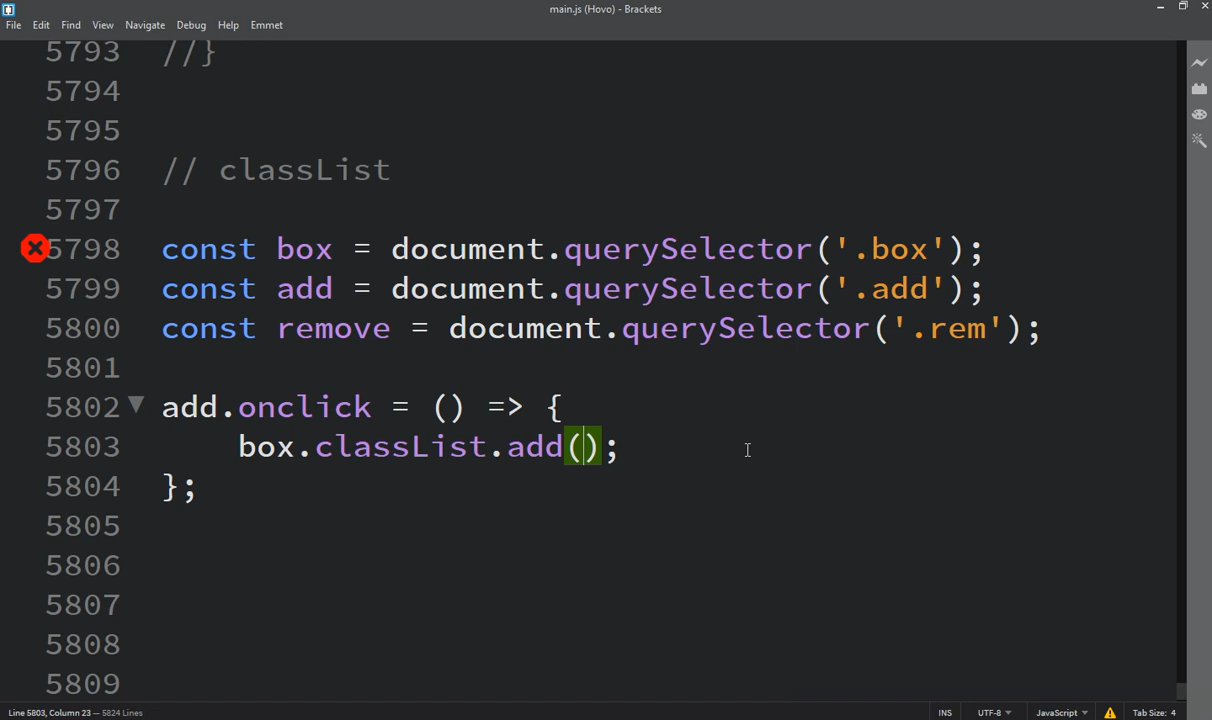 main.js (Hovo) - Brackets
File Edit Find View Navigate Debug Help Emmet
5793 //}
5794
5795
5796 // classList
5797
5798 const box = document.querySelector('.box');
5799 const add = document.querySelector('.add');
5800 const remove = document.querySelector('.rem');
5801
5802 add.onclick = () => {
5803 box.classList.add();
5804 };
5805
5806
5807
5808
5809
Line 5803, Column 23 — 5824 Lines INS UTF-8 JavaScript Tab Size: 4